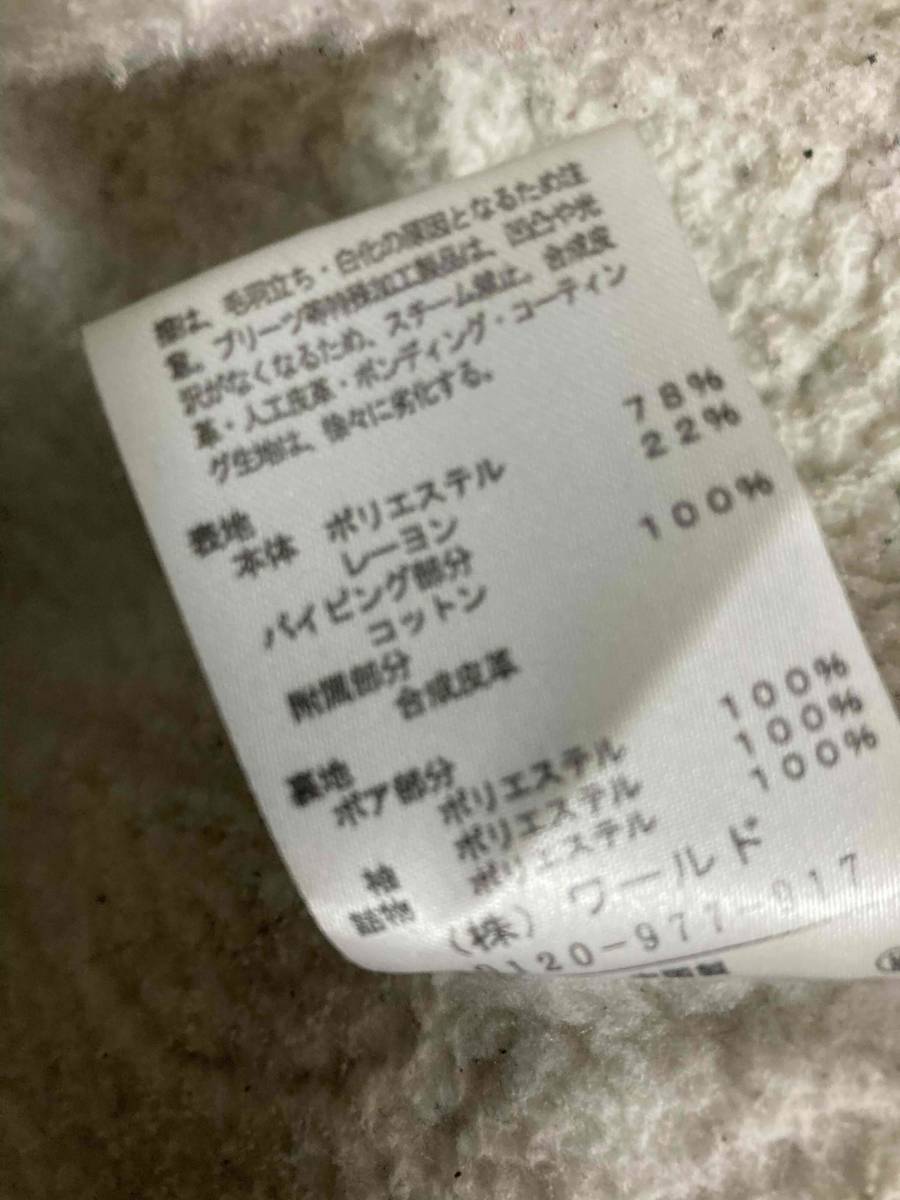 擦は、毛羽立ち・白化の原因となるため注
意。プリーツ等特殊加工製品は、凹凸や光
沢がなくなるため、スチーム禁止。合成皮
革・人工皮革・ボンディング・コーティン
グ生地は、徐々に劣化する。
表地
本体 ポリエステル 78%
レーヨン 22%
パイピング部分
コットン 100%
附属部分
合成皮革
裏地
ボア部分
ポリエステル 100%
袖 ポリエステル 100%
詰物 ポリエステル 100%
(株)ワールド
0120-977-917